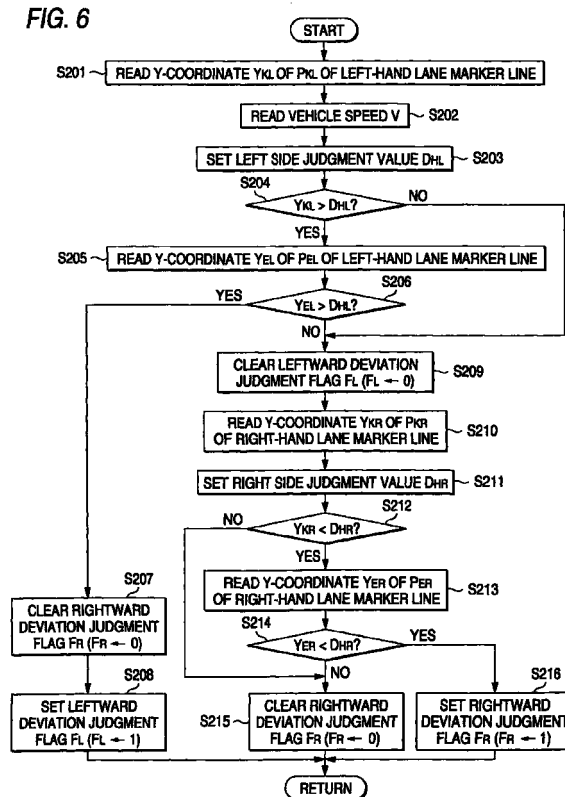 FIG. 6
START
S201
READ Y-COORDINATE YKL OF PKL OF LEFT-HAND LANE MARKER LINE
READ VEHICLE SPEED V
S202
SET LEFT SIDE JUDGMENT VALUE DHL
S203
S204
YKL > DHL?
NO
YES
S205
READ Y-COORDINATE YEL OF PEL OF LEFT-HAND LANE MARKER LINE
S206
YES
YEL > DHL?
NO
CLEAR LEFTWARD DEVIATION
JUDGMENT FLAG FL (FL ← 0)
S209
READ Y-COORDINATE YKR OF PKR
OF RIGHT-HAND LANE MARKER LINE
S210
SET RIGHT SIDE JUDGMENT VALUE DHR
S211
S212
NO
YKR < DHR?
YES
S207
CLEAR RIGHTWARD
DEVIATION JUDGMENT
FLAG FR (FR ← 0)
READ Y-COORDINATE YER OF PER
OF RIGHT-HAND LANE MARKER LINE
S213
S214
YER < DHR?
YES
NO
S208
SET LEFTWARD
DEVIATION JUDGMENT
FLAG FL (FL ← 1)
S215
CLEAR RIGHTWARD
DEVIATION JUDGMENT
FLAG FR (FR ← 0)
S216
SET RIGHTWARD
DEVIATION JUDGMENT
FLAG FR (FR ← 1)
RETURN